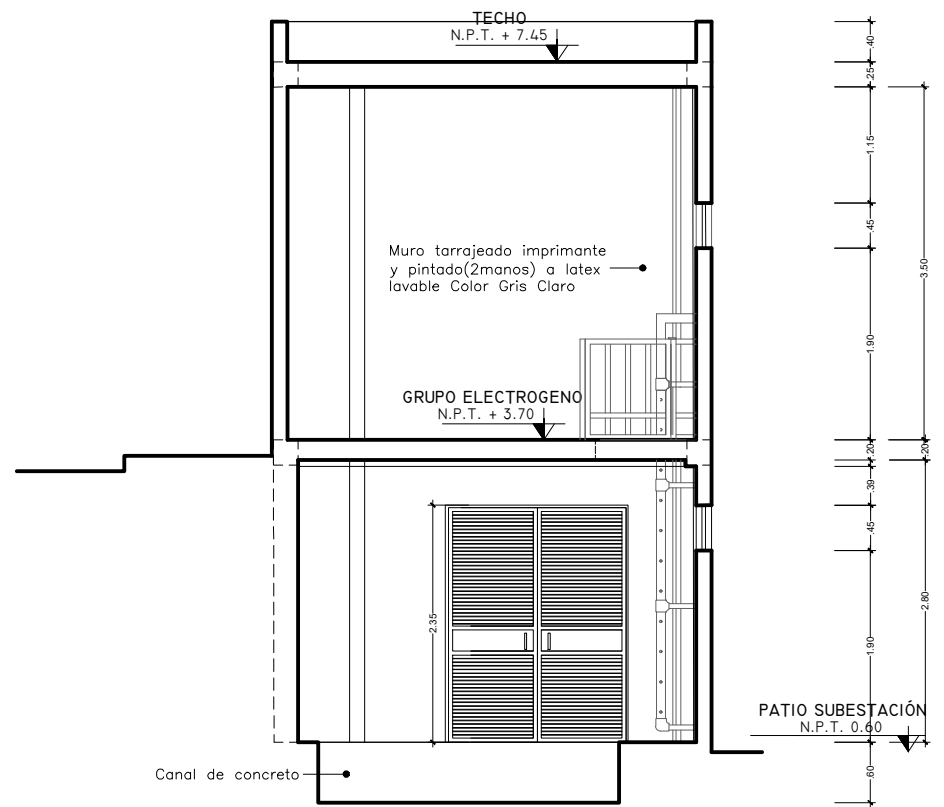 TECHO
N.P.T. + 7.45
.40
.25
1.15
.45
3.50
1.90
Muro tarrajeado imprimante
y pintado(2manos) a latex
lavable Color Gris Claro
GRUPO ELECTROGENO
N.P.T. + 3.70
.20
.20
.39
.45
2.35
2.80
1.90
PATIO SUBESTACIÓN
N.P.T. 0.60
Canal de concreto
.60